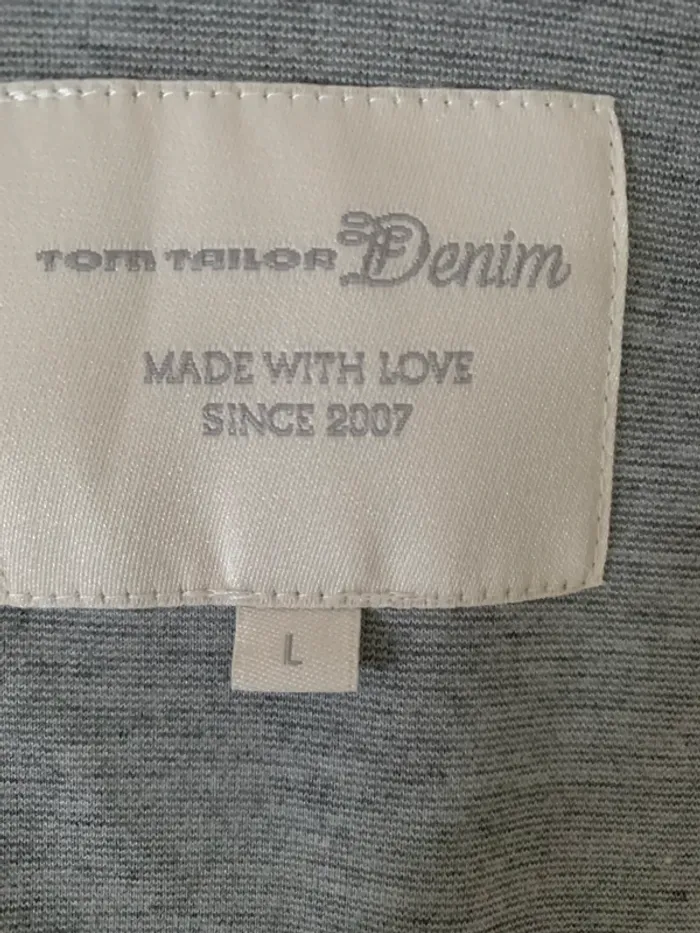 TOM TAILOR Denim
MADE WITH LOVE
SINCE 2007
L